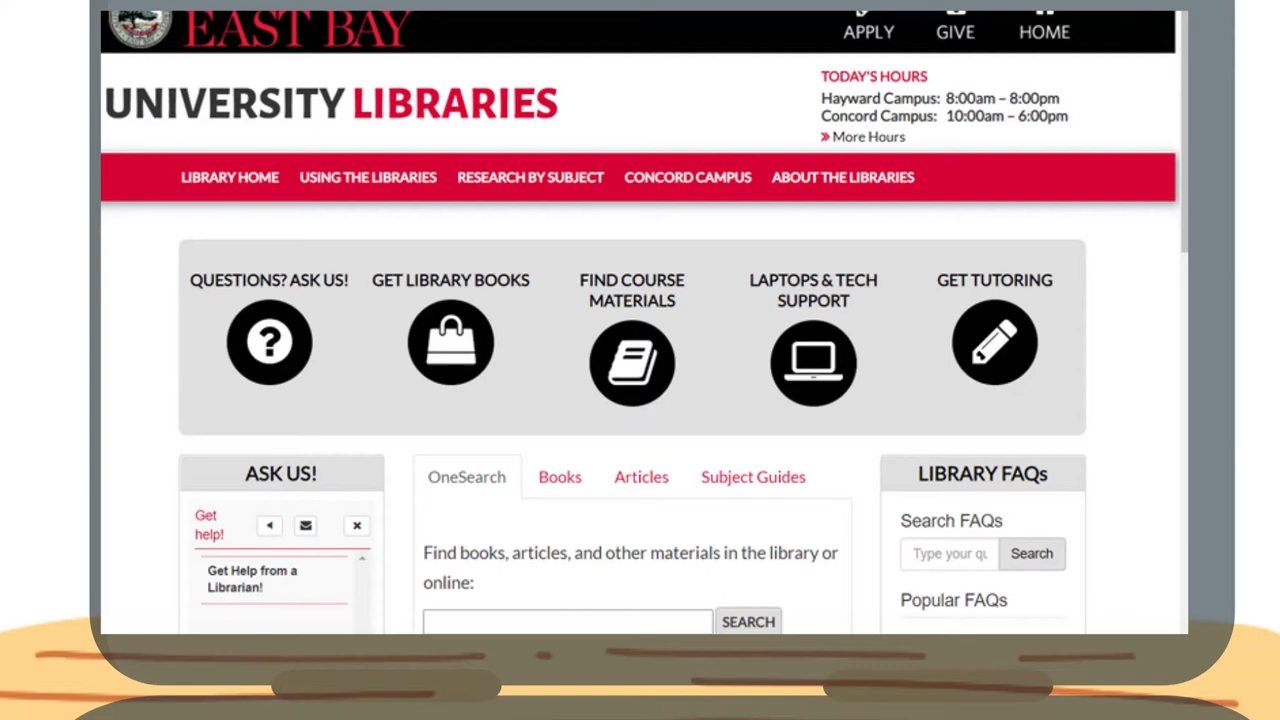 EAST BAY
APPLY
GIVE
HOME
UNIVERSITY LIBRARIES
TODAY'S HOURS
Hayward Campus: 8:00am – 8:00pm
Concord Campus: 10:00am – 6:00pm
» More Hours
LIBRARY HOME
USING THE LIBRARIES
RESEARCH BY SUBJECT
CONCORD CAMPUS
ABOUT THE LIBRARIES
QUESTIONS? ASK US!
GET LIBRARY BOOKS
FIND COURSE
MATERIALS
LAPTOPS & TECH
SUPPORT
GET TUTORING
ASK US!
Get
help!
Get Help from a
Librarian!
OneSearch
Books
Articles
Subject Guides
Find books, articles, and other materials in the library or
online:
SEARCH
LIBRARY FAQs
Search FAQs
Type your qu
Search
Popular FAQs